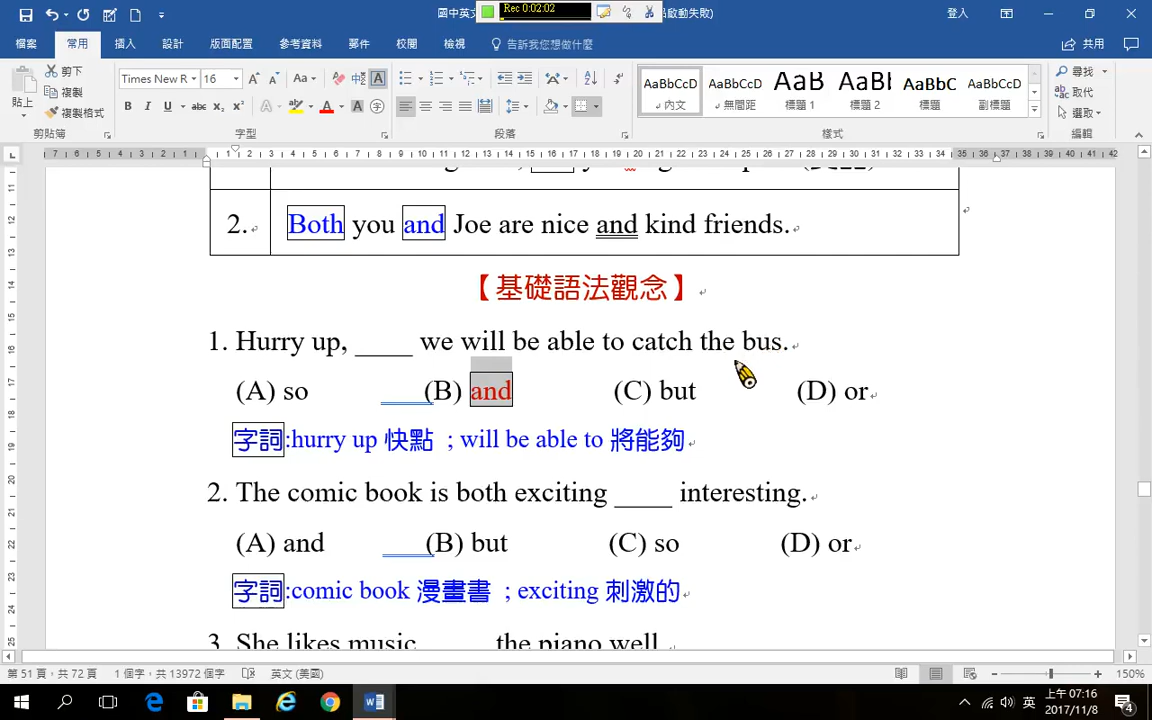 Rec 0:02:02
國中英文
啟動失敗)
登入
檔案 常用 插入 設計 版面配置 參考資料 郵件 校閱 檢視 告訴我您想做什麼 共用
貼上 剪下 複製 複製格式
Times New R 16
AaBbCcD AaBbCcD AaB AaBl AaBbC AaBbCcD
內文 無間距 標題 1 標題 2 標題 副標題
尋找 取代 選取
剪貼簿 字型 段落 樣式 編輯
2. Both you and Joe are nice and kind friends.
【基礎語法觀念】
1. Hurry up, ____ we will be able to catch the bus.
(A) so (B) and (C) but (D) or
字詞:hurry up 快點 ; will be able to 將能夠
2. The comic book is both exciting ____ interesting.
(A) and (B) but (C) so (D) or
字詞:comic book 漫畫書 ; exciting 刺激的
3. She likes music ____ the piano well.
第 51 頁，共 72 頁 1 個字，共 13972 個字 英文 (美國) 150%
英 上午 07:16
2017/11/8